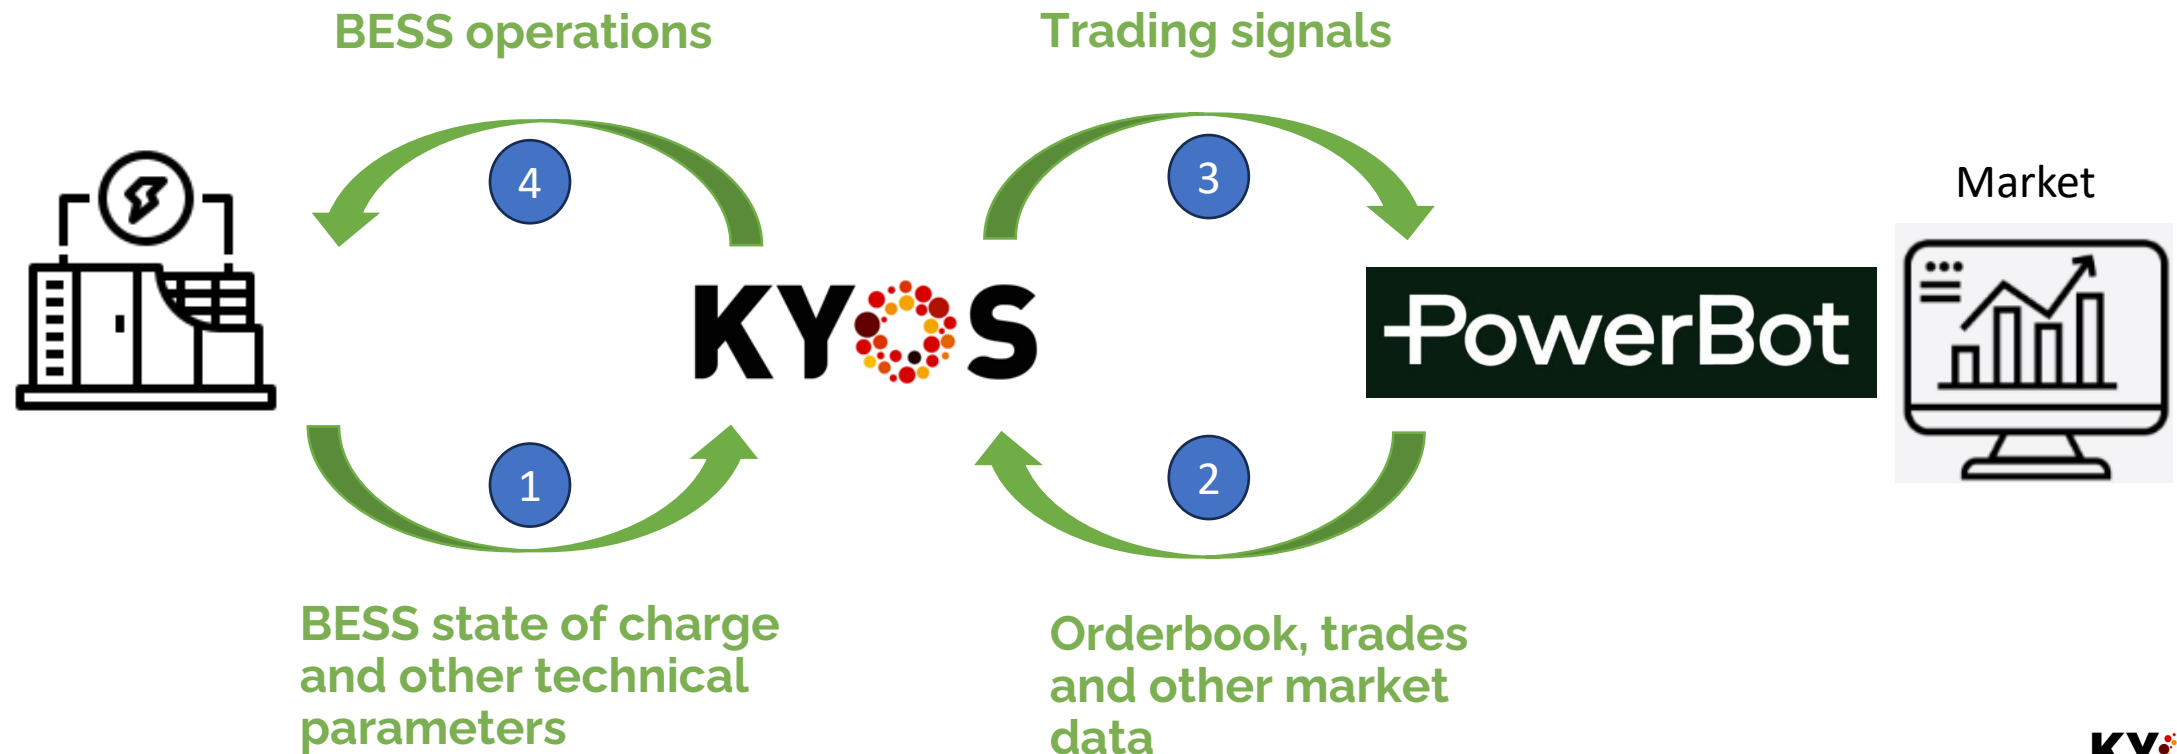 BESS operations
Trading signals
4
3
Market
KYOS
PowerBot
1
2
BESS state of charge
and other technical
parameters
Orderbook, trades
and other market
data
KY